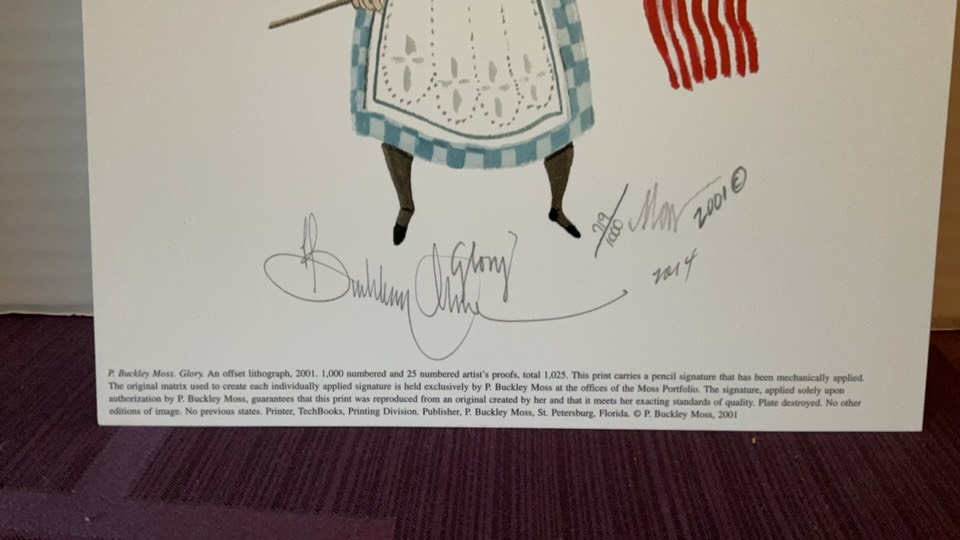 719/1000 Moss 2001 ©
"Glory"
P. Buckley Moss
2014
P. Buckley Moss. Glory. An offset lithograph, 2001. 1,000 numbered and 25 numbered artist's proofs, total 1,025. This print carries a pencil signature that has been mechanically applied.
The original matrix used to create each individually applied signature is held exclusively by P. Buckley Moss at the offices of the Moss Portfolio. The signature, applied solely upon
authorization by P. Buckley Moss, guarantees that this print was reproduced from an original created by her and that it meets her exacting standards of quality. Plate destroyed. No other
editions of image. No previous states. Printer, TechBooks, Printing Division. Publisher, P. Buckley Moss, St. Petersburg, Florida. © P. Buckley Moss, 2001